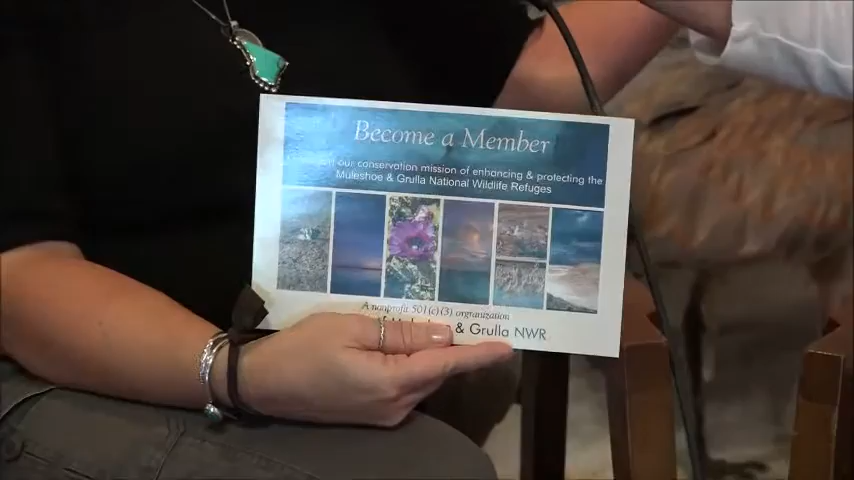 Become a Member
our conservation mission of enhancing & protecting the
Muleshoe & Grulla National Wildlife Refuges
A nonprofit 501(c)(3) organization
& Grulla NWR